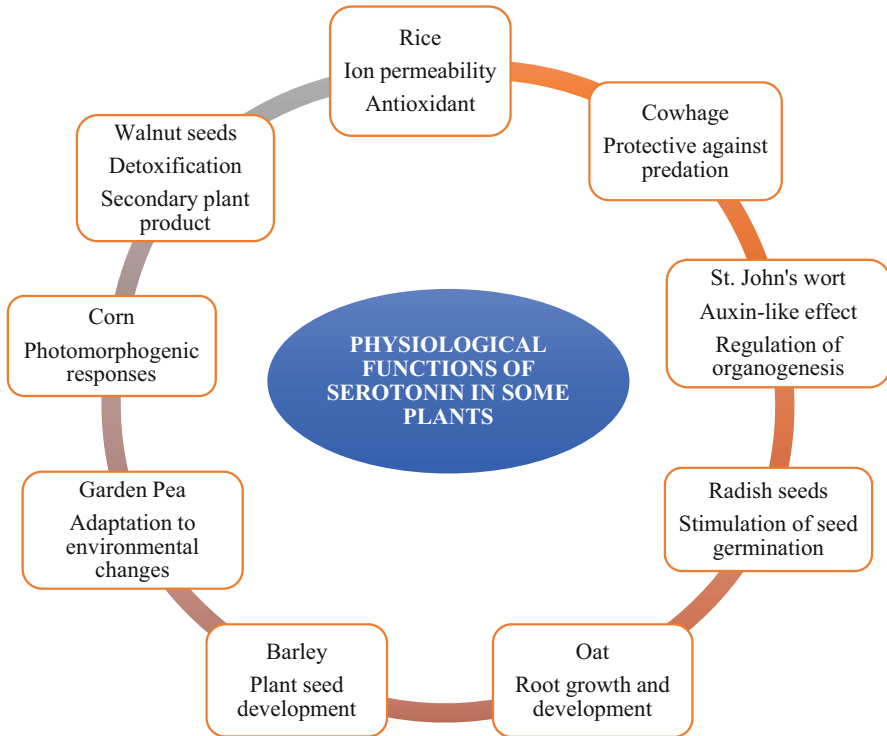 Rice
Ion permeability
Antioxidant
Cowhage
Protective against
predation
St. John's wort
Auxin-like effect
Regulation of
organogenesis
Radish seeds
Stimulation of seed
germination
Oat
Root growth and
development
Barley
Plant seed
development
Garden Pea
Adaptation to
environmental
changes
Corn
Photomorphogenic
responses
Walnut seeds
Detoxification
Secondary plant
product
PHYSIOLOGICAL
FUNCTIONS OF
SEROTONIN IN SOME
PLANTS